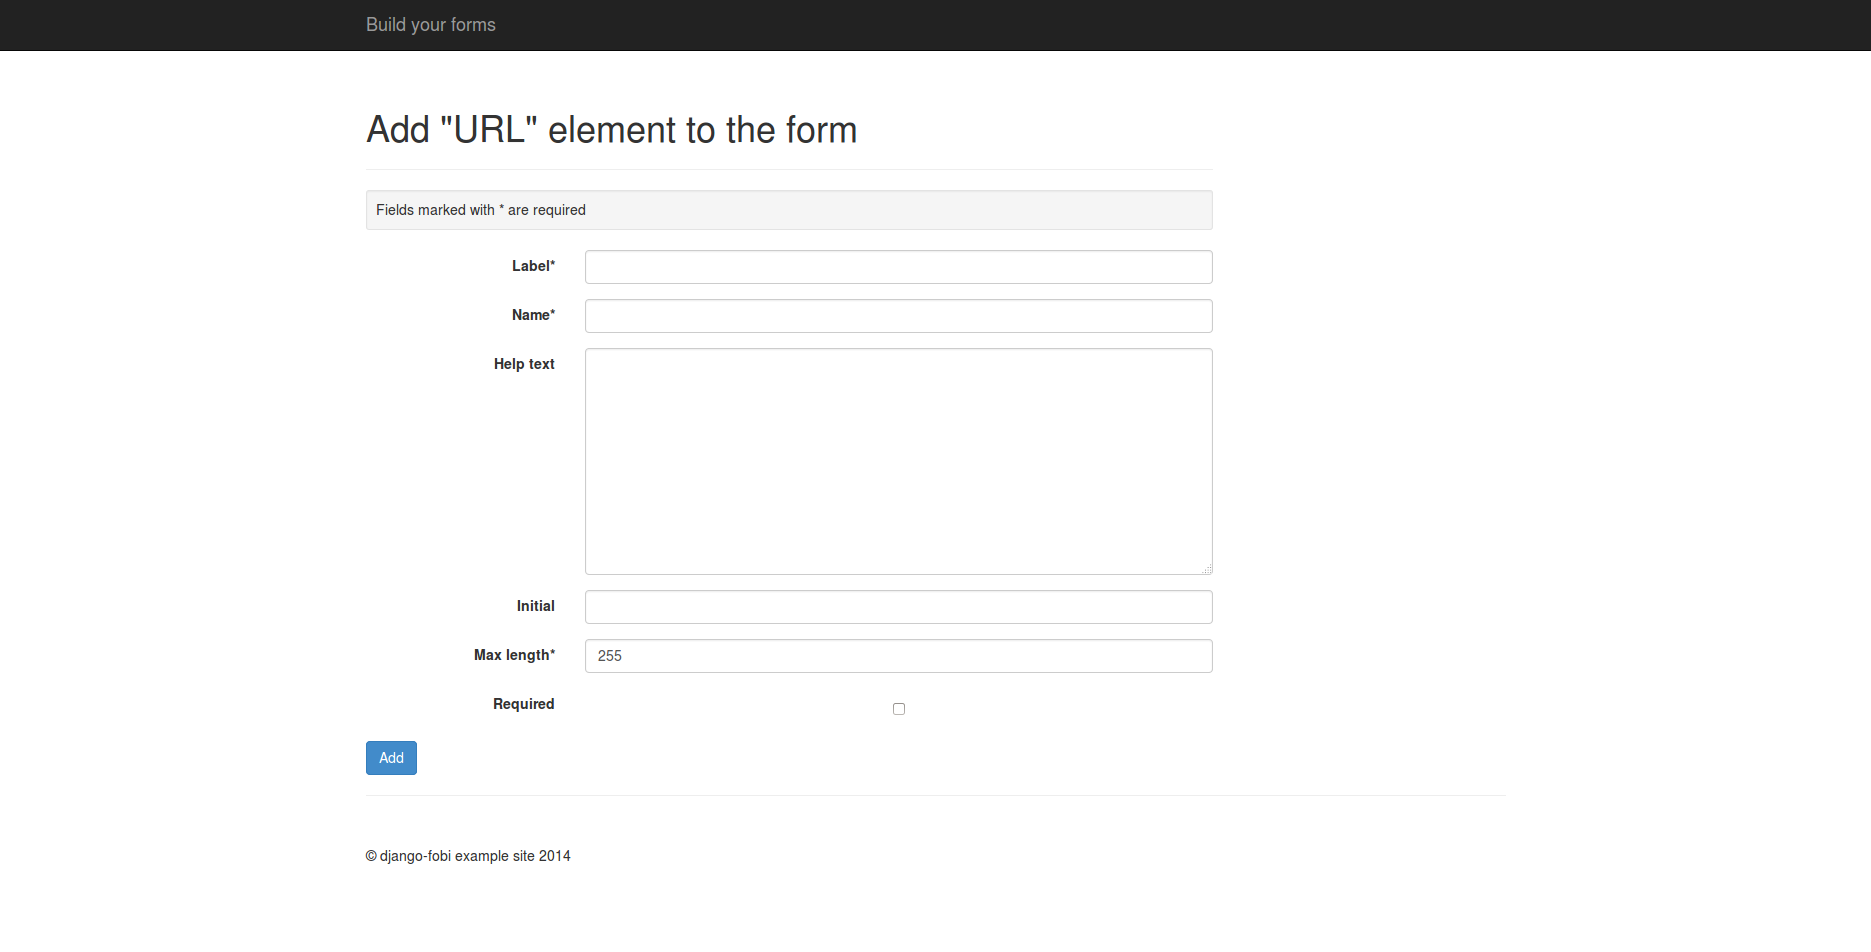 Build your forms
Add "URL" element to the form
Fields marked with * are required
Label*
Name*
Help text
Initial
Max length*
255
Required
Add
© django-fobi example site 2014